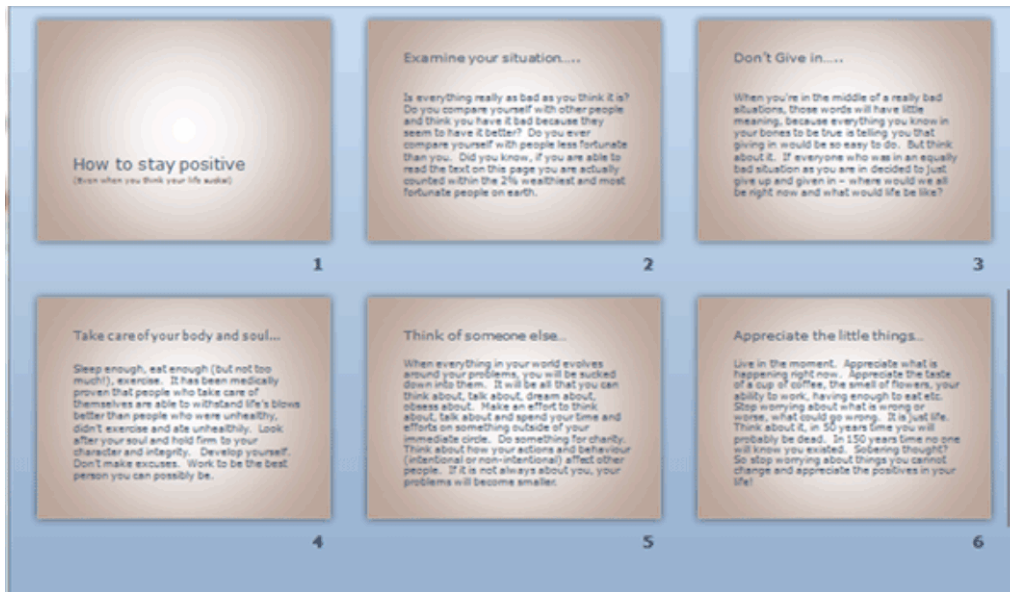 How to stay positive
(Even when you think your life sucks!)
1
Examine your situation.....
Is everything really as bad as you think it is?
Do you compare yourself with other people
and think you have it bad because they
seem to have it better? Do you ever
compare yourself with people less fortunate
than you. Did you know, if you are able to
read the text on this page you are actually
counted within the 2% wealthiest and most
fortunate people on earth.
2
Don't Give in.....
When you're in the middle of a really bad
situations, those words will have little
meaning, because everything you know in
your bones to be true is telling you that
giving in would be so easy to do. But think
about it. If everyone who was in an equally
bad situation as you are in decided to just
give up and given in – where would we all
be right now and what would life be like?
3
Take care of your body and soul...
Sleep enough, eat enough (but not too
much!), exercise. It has been medically
proven that people who take care of
themselves are able to withstand life's blows
better than people who were unhealthy,
didn't exercise and ate unhealthily. Look
after your soul and hold firm to your
character and integrity. Develop yourself.
Don't make excuses. Work to be the best
person you can possibly be.
4
Think of someone else..
When everything in your world evolves
around your problems, you will be sucked
down into them. It will be all that you can
think about, talk about, dream about,
obsess about. Make an effort to think
about, talk about and spend your time and
efforts on something outside of your
immediate circle. Do something for charity.
Think about how your actions and behaviour
(intentional or non-intentional) affect other
people. If it is not always about you, your
problems will become smaller.
5
Appreciate the little things..
Live in the moment. Appreciate what is
happening right now. Appreciate the taste
of a cup of coffee, the smell of flowers, your
ability to work, having enough to eat etc.
Stop worrying about what is wrong or
worse, what could go wrong. It is just life.
Think about it, in 50 years time you will
probably be dead. In 150 years time no one
will know you existed. Sobering thought?
So stop worrying about things you cannot
change and appreciate the positives in your
life!
6